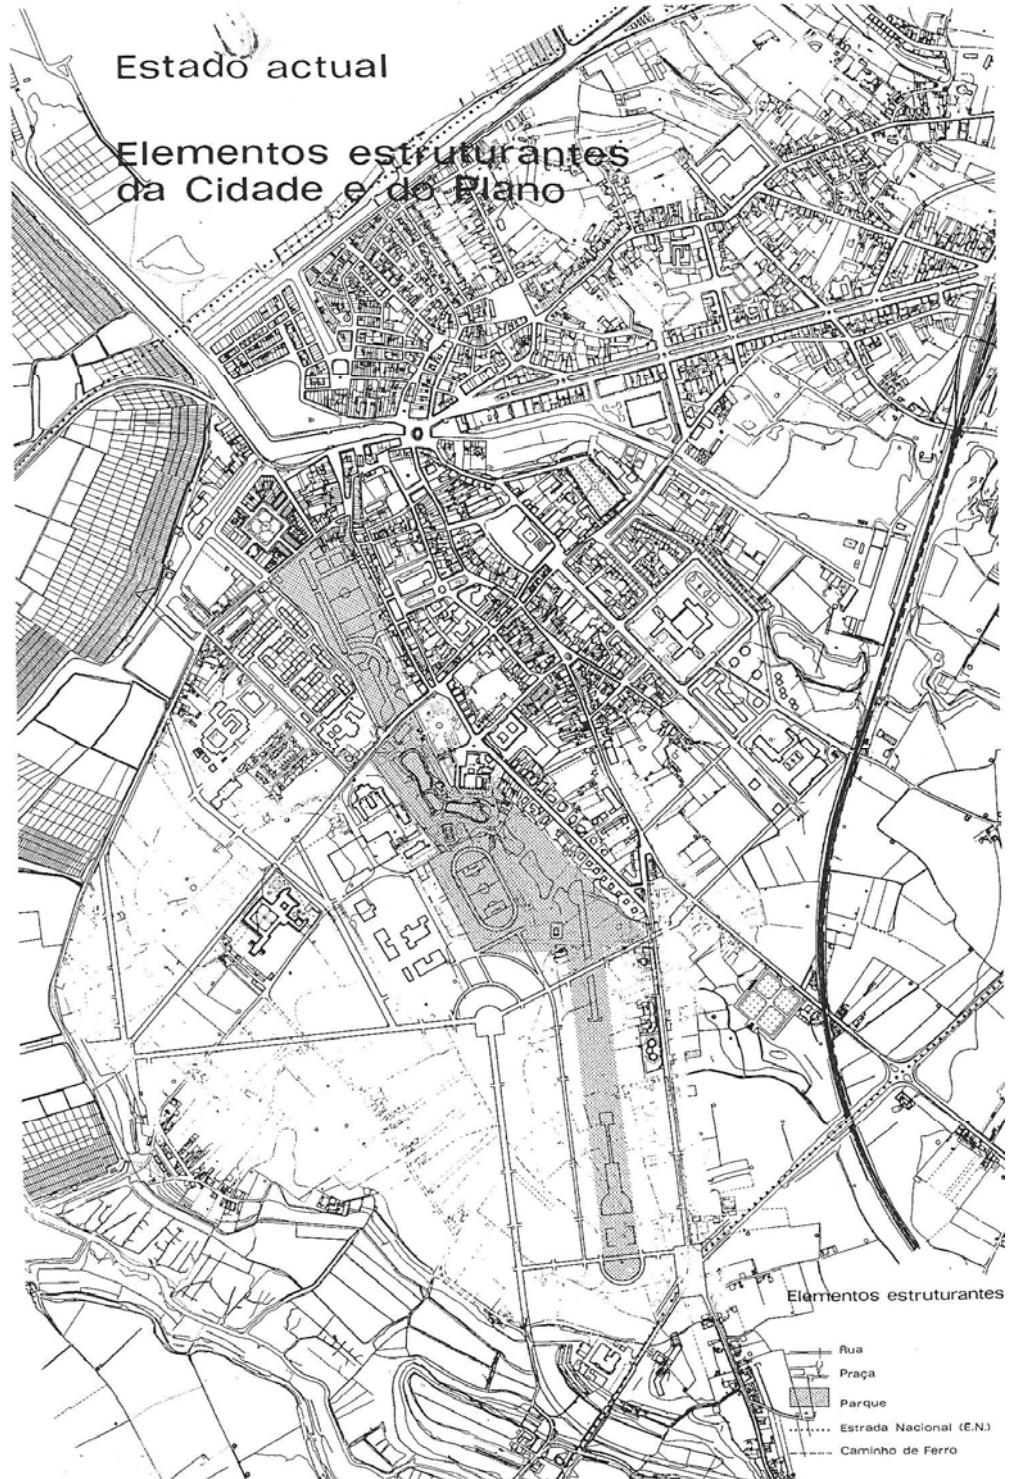 Estado actual
Elementos estruturantes
da Cidade e do Plano
Elementos estruturantes
Rua
Praça
Parque
Estrada Nacional (E.N.)
Caminho de Ferro